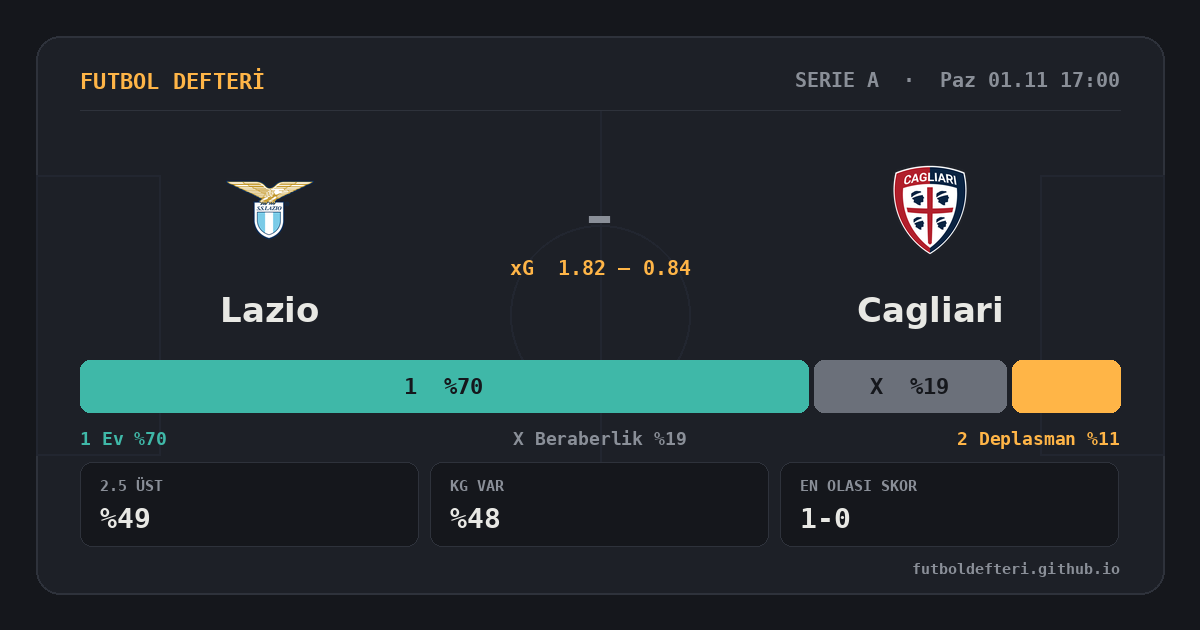 FUTBOL DEFTERİ
SERIE A · Paz 01.11 17:00
S.S.LAZIO
CAGLIARI
–
xG 1.82 – 0.84
Lazio
Cagliari
1 %70
X %19
1 Ev %70
X Beraberlik %19
2 Deplasman %11
2.5 ÜST
%49
KG VAR
%48
EN OLASI SKOR
1-0
futboldefteri.github.io